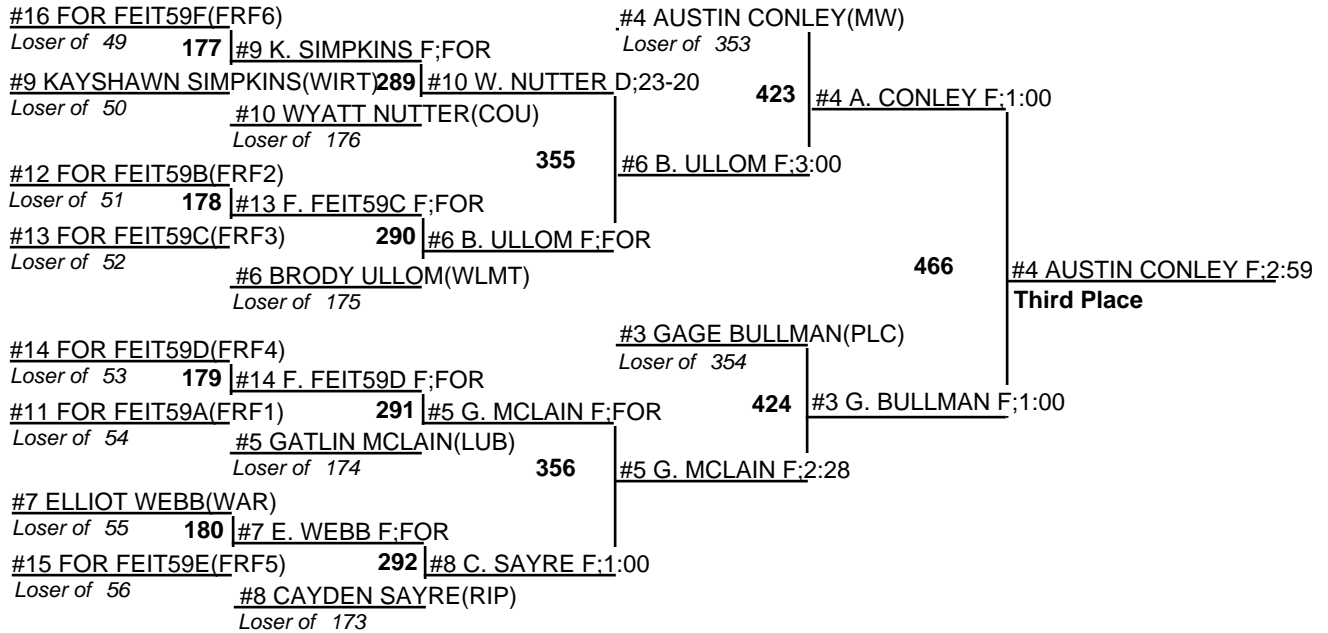 #16 FOR FEIT59F(FRF6)
Loser of 49
177
#9 K. SIMPKINS F;FOR
#9 KAYSHAWN SIMPKINS(WIRT)
Loser of 50
289
#10 W. NUTTER D;23-20
#10 WYATT NUTTER(COU)
Loser of 176
355
#6 B. ULLOM F;3:00
#12 FOR FEIT59B(FRF2)
Loser of 51
178
#13 F. FEIT59C F;FOR
#13 FOR FEIT59C(FRF3)
Loser of 52
290
#6 B. ULLOM F;FOR
#6 BRODY ULLOM(WLMT)
Loser of 175
#4 AUSTIN CONLEY(MW)
Loser of 353
423
#4 A. CONLEY F;1:00
466
#4 AUSTIN CONLEY F;2:59
Third Place
#14 FOR FEIT59D(FRF4)
Loser of 53
179
#14 F. FEIT59D F;FOR
#11 FOR FEIT59A(FRF1)
Loser of 54
291
#5 G. MCLAIN F;FOR
#5 GATLIN MCLAIN(LUB)
Loser of 174
356
#5 G. MCLAIN F;2:28
#7 ELLIOT WEBB(WAR)
Loser of 55
180
#7 E. WEBB F;FOR
#15 FOR FEIT59E(FRF5)
Loser of 56
292
#8 C. SAYRE F;1:00
#8 CAYDEN SAYRE(RIP)
Loser of 173
#3 GAGE BULLMAN(PLC)
Loser of 354
424
#3 G. BULLMAN F;1:00